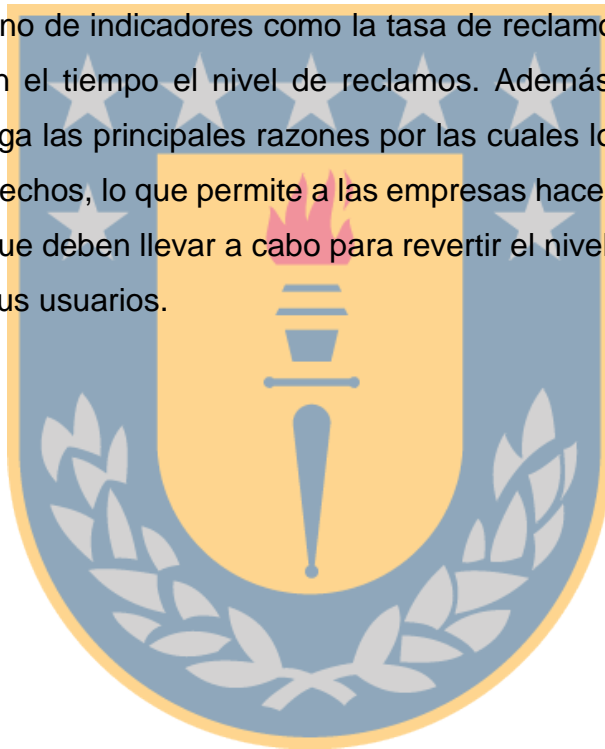 no de indicadores como la tasa de reclamo
n el tiempo el nivel de reclamos. Además
ga las principales razones por las cuales lo
echos, lo que permite a las empresas hace
ue deben llevar a cabo para revertir el nivel
us usuarios.